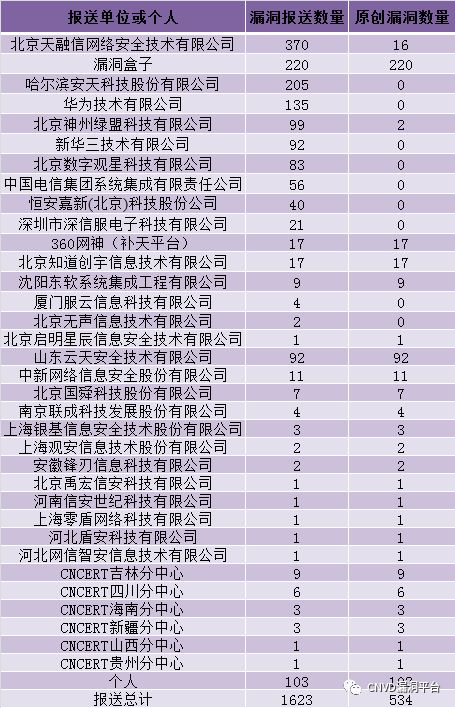 报送单位或个人 漏洞报送数量 原创漏洞数量
北京天融信网络安全技术有限公司 370 16
漏洞盒子 220 220
哈尔滨安天科技股份有限公司 205 0
华为技术有限公司 135 0
北京神州绿盟科技有限公司 99 2
新华三技术有限公司 92 0
北京数字观星科技有限公司 83 0
中国电信集团系统集成有限责任公司 56 0
恒安嘉新(北京)科技股份公司 40 0
深圳市深信服电子科技有限公司 21 0
360网神（补天平台） 17 17
北京知道创宇信息技术有限公司 17 17
沈阳东软系统集成工程有限公司 9 9
厦门服云信息科技有限公司 4 0
北京无声信息技术有限公司 2 0
北京启明星辰信息安全技术有限公司 1 1
山东云天安全技术有限公司 92 92
中新网络信息安全股份有限公司 11 11
北京国舜科技股份有限公司 7 7
南京联成科技发展股份有限公司 4 4
上海银基信息安全技术股份有限公司 3 3
上海观安信息技术股份有限公司 2 2
安徽锋刃信息科技有限公司 2 2
北京禹宏信安科技有限公司 1 1
河南信安世纪科技有限公司 1 1
上海零盾网络科技有限公司 1 1
河北盾安科技有限公司 1 1
河北网信智安信息技术有限公司 1 1
CNCERT吉林分中心 9 9
CNCERT四川分中心 6 6
CNCERT海南分中心 3 3
CNCERT新疆分中心 3 3
CNCERT山西分中心 1 1
CNCERT贵州分中心 1 1
个人 103
报送总计 1623 534
CNVD漏洞平台